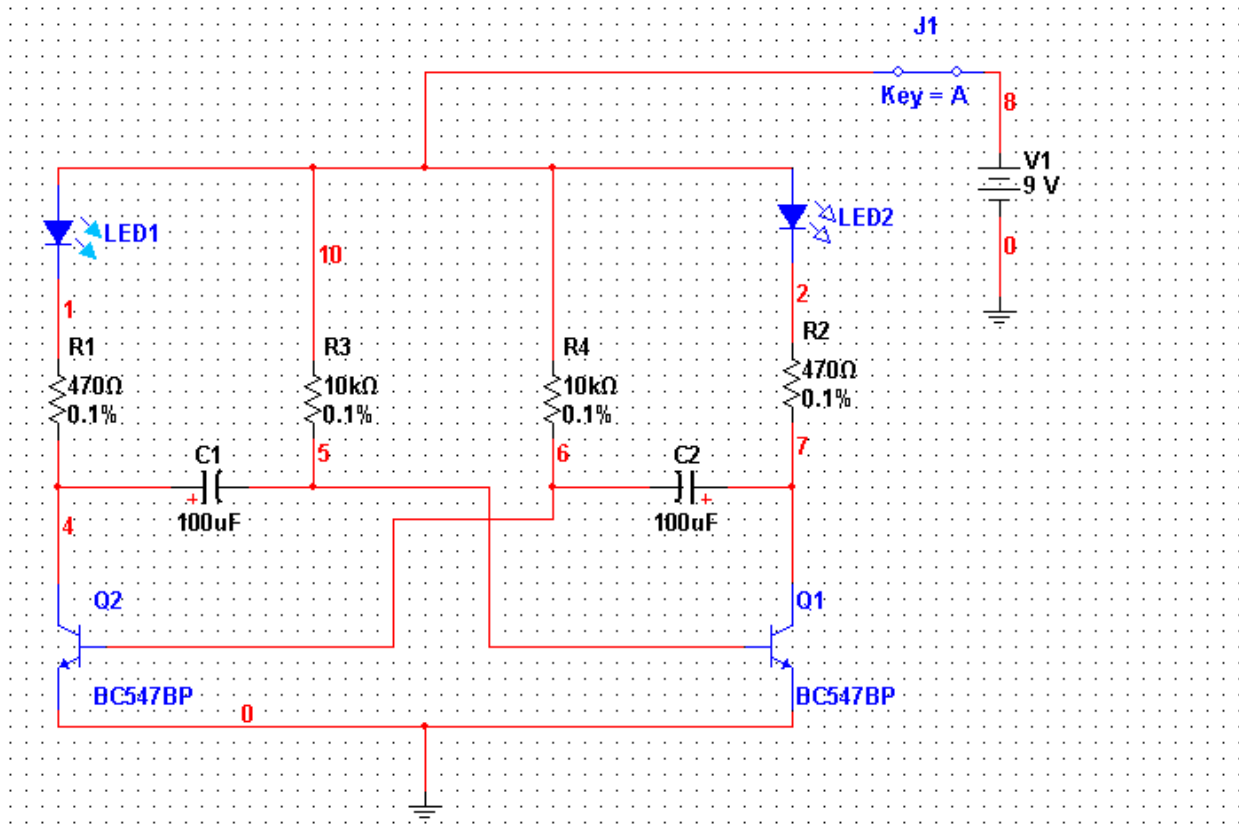 J1
Key = A
8
V1
9 V
LED1
LED2
10
0
1
2
R1
R3
R4
R2
470Ω
0.1%
10kΩ
0.1%
10kΩ
0.1%
470Ω
0.1%
C1
5
6
C2
7
+
100uF
+
100uF
4
Q2
Q1
BC547BP
BC547BP
0